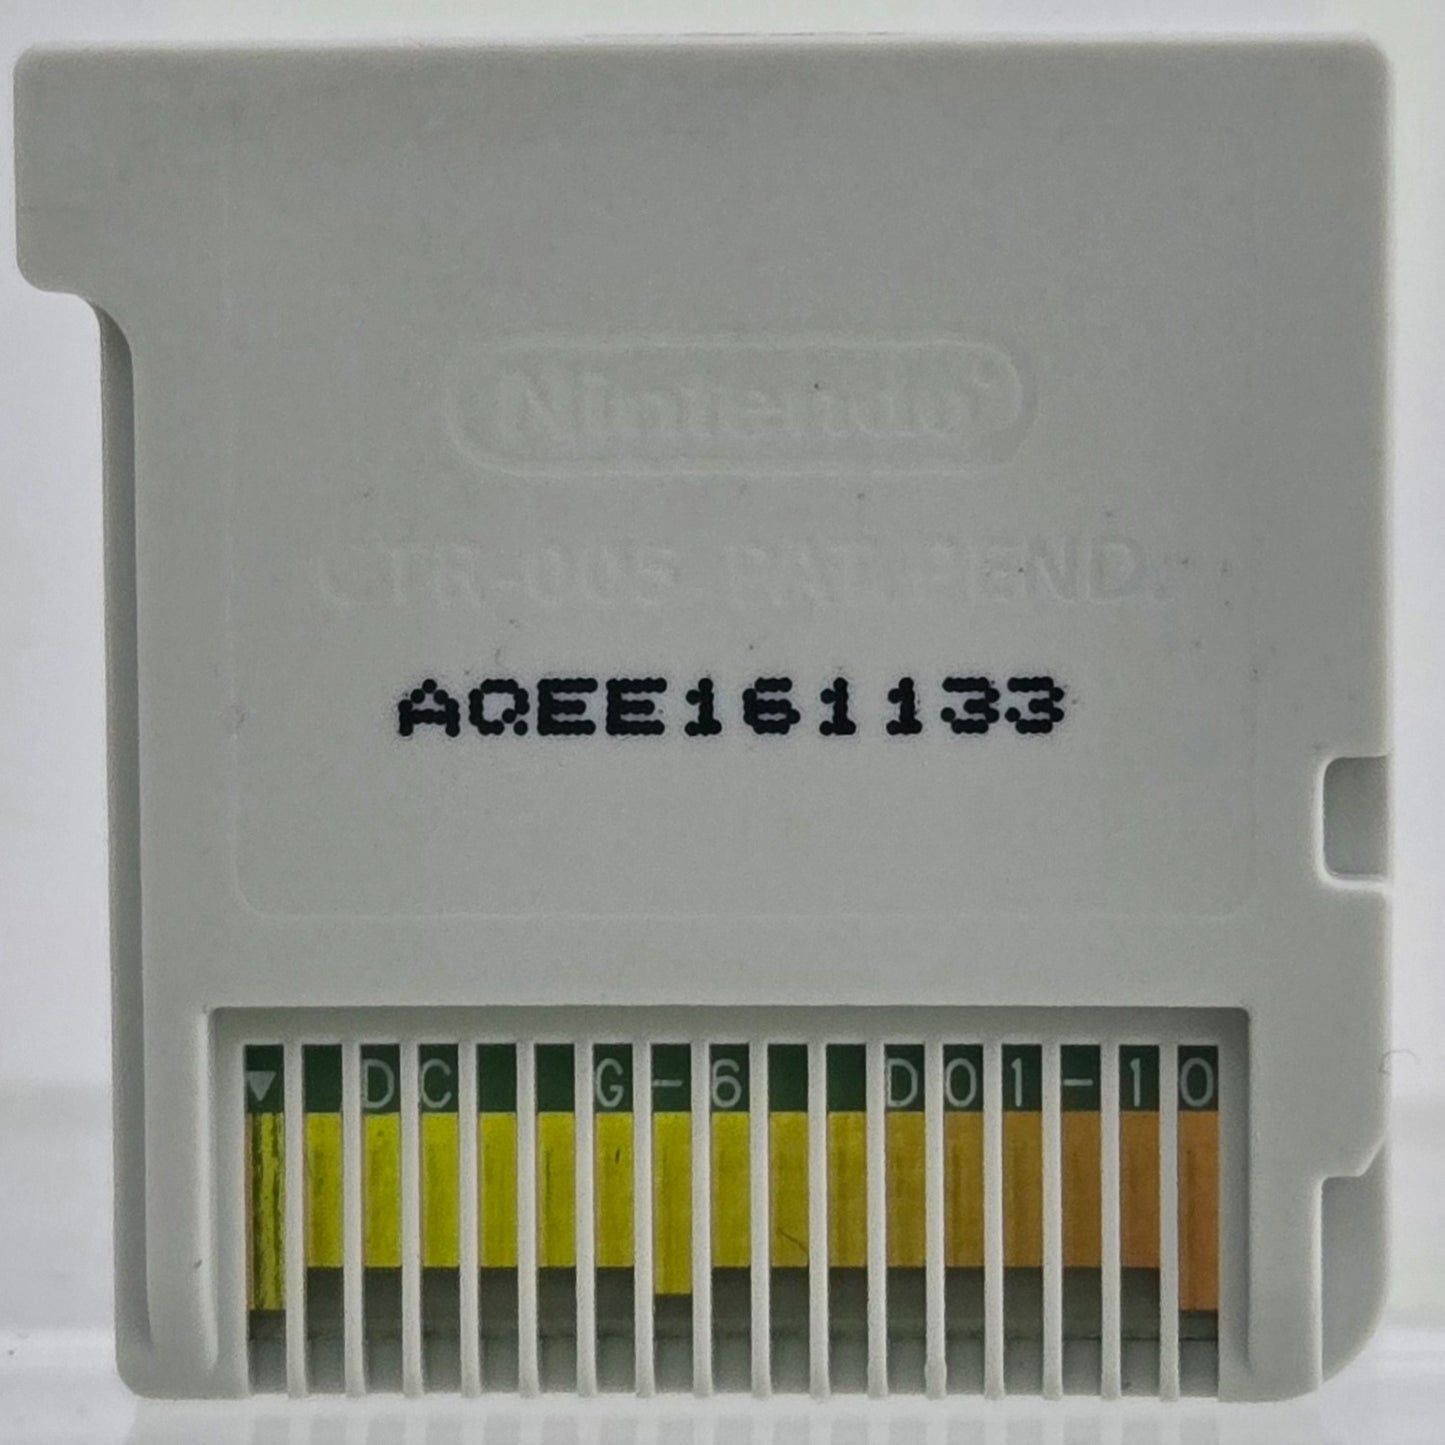 Nintendo®
CTR-005 PAT. PEND.
AQEE161133
▼ DC G-6 D01-10